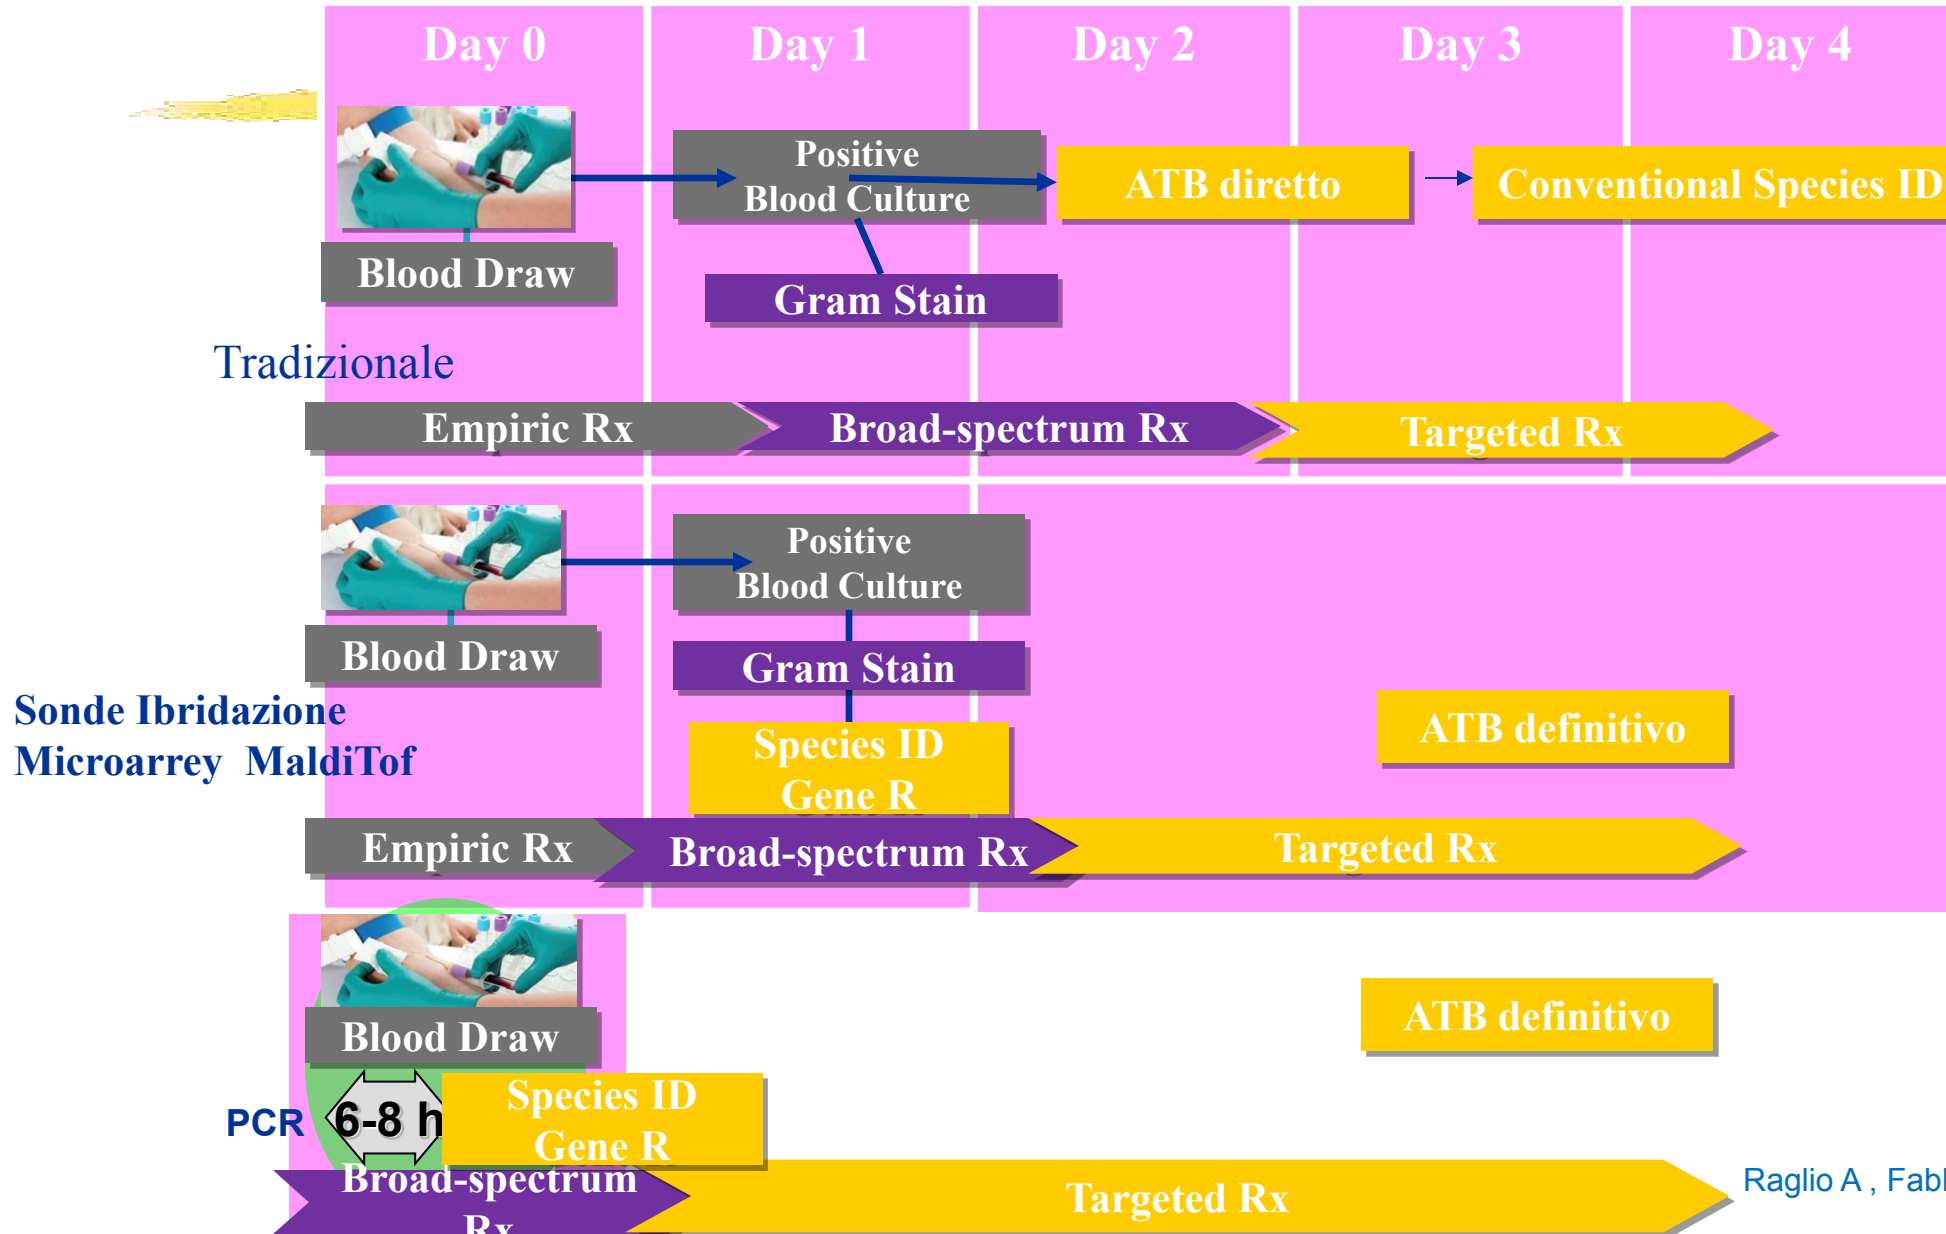 Day 0
Day 1
Day 2
Day 3
Day 4
Positive
Blood Culture
ATB diretto
Conventional Species ID
Blood Draw
Gram Stain
Tradizionale
Empiric Rx
Broad-spectrum Rx
Targeted Rx
Positive
Blood Culture
Blood Draw
Gram Stain
Sonde Ibridazione
Microarrey MaldiTof
Species ID
Gene R
ATB definitivo
Empiric Rx
Broad-spectrum Rx
Targeted Rx
Blood Draw
ATB definitivo
PCR
6-8 h
Species ID
Gene R
Broad-spectrum
Rx
Targeted Rx
Raglio A ,